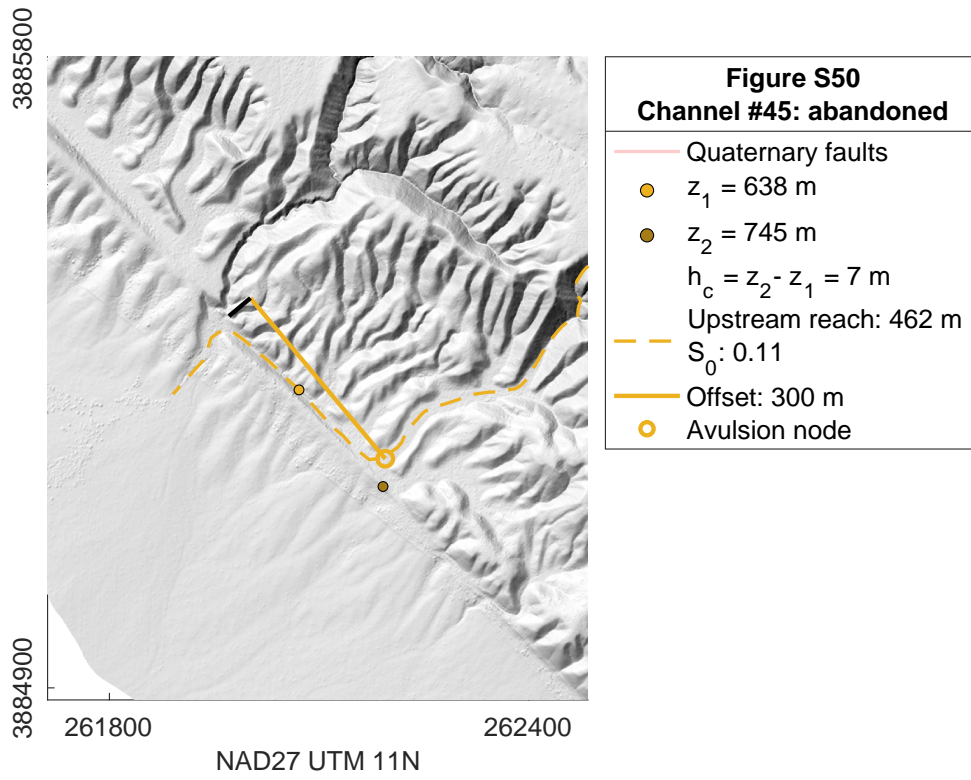 3885800
3884900
261800
262400
NAD27 UTM 11N
Figure S50
Channel #45: abandoned
Quaternary faults
z1 = 638 m
z2 = 745 m
hc = z2- z1 = 7 m
Upstream reach: 462 m
S0: 0.11
Offset: 300 m
Avulsion node